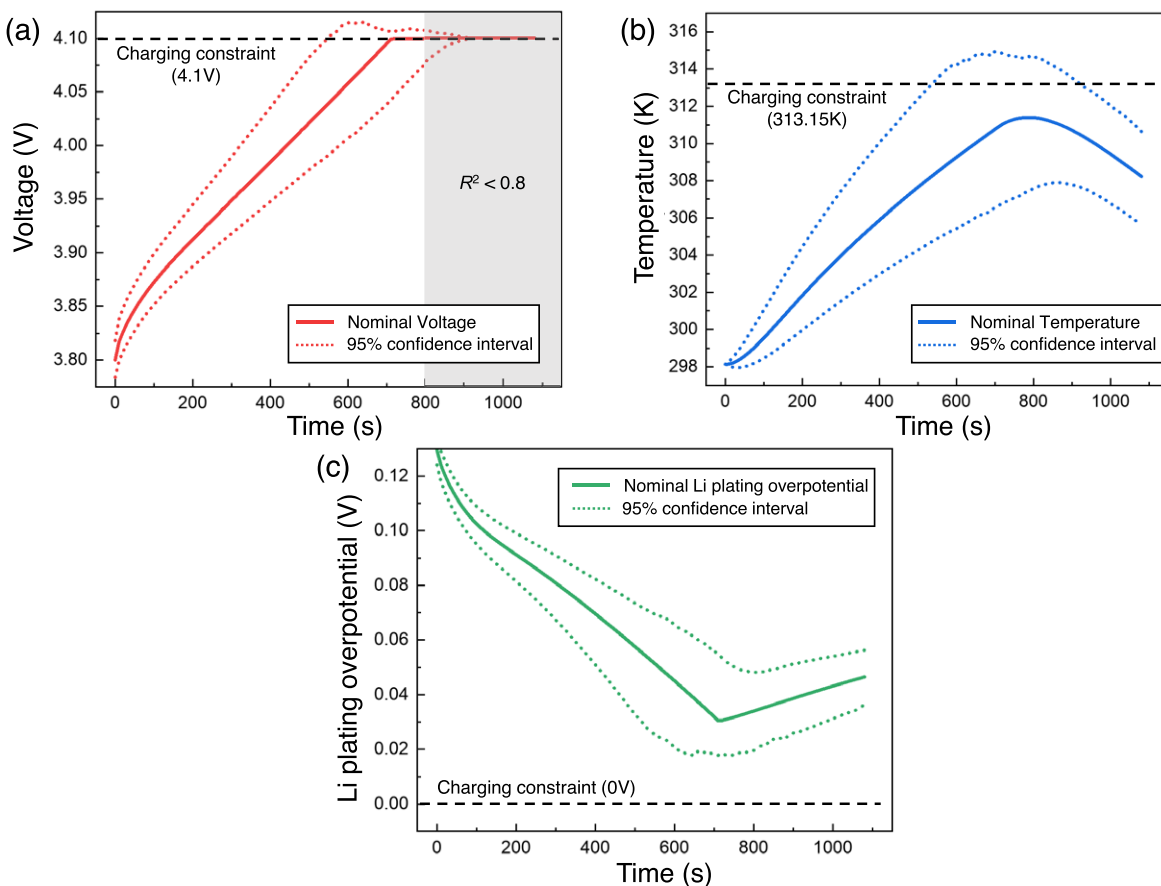 (a)
4.10
4.05
4.00
3.95
3.90
3.85
3.80
Voltage (V)
Charging constraint
(4.1V)
R² < 0.8
Nominal Voltage
95% confidence interval
0 200 400 600 800 1000
Time (s)
(b)
316
314
312
310
308
306
304
302
300
298
Temperature (K)
Charging constraint
(313.15K)
Nominal Temperature
95% confidence interval
0 200 400 600 800 1000
Time (s)
(c)
0.12
0.10
0.08
0.06
0.04
0.02
0.00
Li plating overpotential (V)
Nominal Li plating overpotential
95% confidence interval
Charging constraint (0V)
0 200 400 600 800 1000
Time (s)